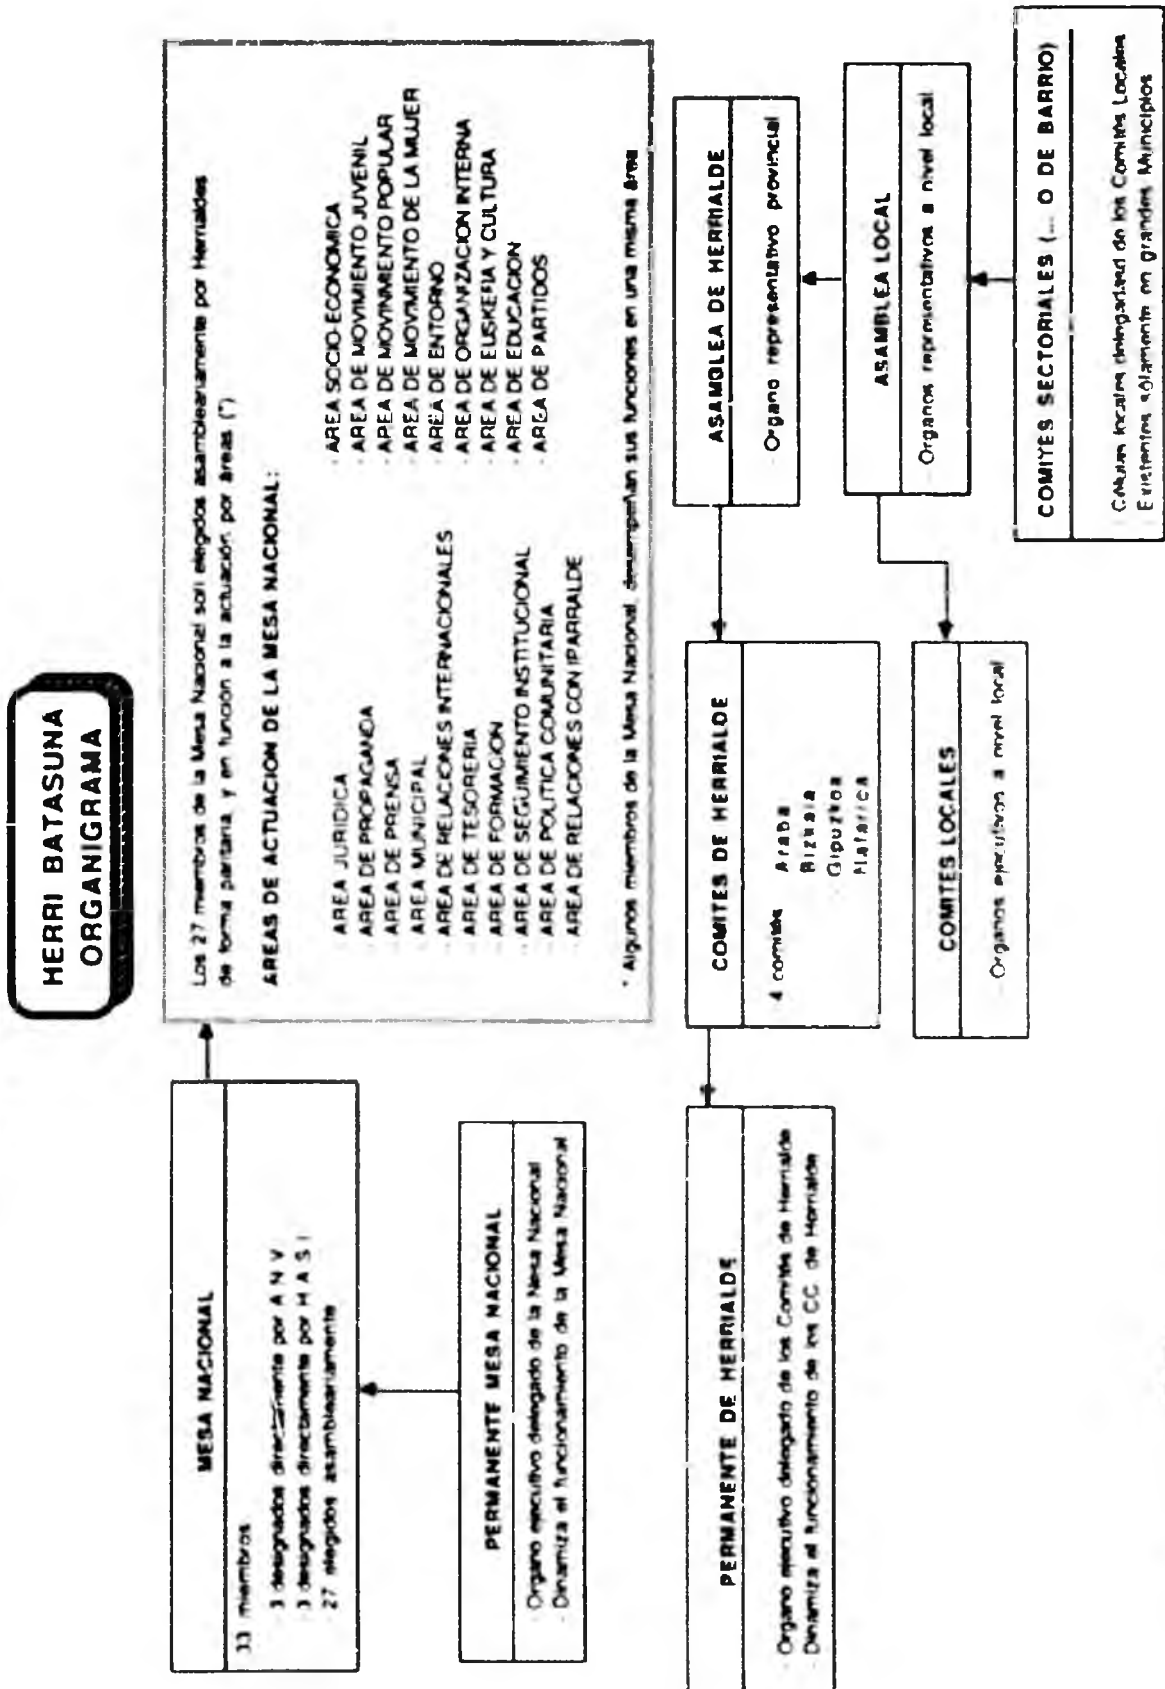 HERRI BATASUNA
ORGANIGRAMA
MESA NACIONAL
33 miembros
- 3 designados directamente por A N V
- 3 designados directamente por H A S I
- 27 elegidos asambleariamente
Los 27 miembros de la Mesa Nacional son elegidos asambleariamente por Herrialdes
de forma paritaria y en función a la actuación por áreas (*)
AREAS DE ACTUACION DE LA MESA NACIONAL:
- AREA JURIDICA
- AREA DE PROPAGANDA
- AREA DE PRENSA
- AREA MUNICIPAL
- AREA DE RELACIONES INTERNACIONALES
- AREA DE TESORERIA
- AREA DE FORMACION
- AREA DE SEGUIMIENTO INSTITUCIONAL
- AREA DE POLITICA COMUNITARIA
- AREA DE RELACIONES CON IPARRALDE
- AREA SOCIO-ECONOMICA
- AREA DE MOVIMIENTO JUVENIL
- AREA DE MOVIMIENTO POPULAR
- AREA DE MOVIMIENTO DE LA MUJER
- AREA DE ENTORNO
- AREA DE ORGANIZACION INTERNA
- AREA DE EUSKERA Y CULTURA
- AREA DE EDUCACION
- AREA DE PARTIDOS
* Algunos miembros de la Mesa Nacional, desempeñan sus funciones en una misma área
PERMANENTE MESA NACIONAL
- Organo ejecutivo delegado de la Mesa Nacional
- Dinamiza el funcionamiento de la Mesa Nacional
PERMANENTE DE HERRIALDE
- Organo ejecutivo delegado de los Comités de Herrialde
- Dinamiza el funcionamiento de los CC. de Herrialde
COMITES DE HERRIALDE
4 comités
Araba
Bizkaia
Gipuzkoa
Nafarroa
ASAMBLEA DE HERRIALDE
- Organo representativo provincial
COMITES LOCALES
- Organos ejecutivos a nivel local
ASAMBLEA LOCAL
- Organos representativos a nivel local
COMITES SECTORIALES (... O DE BARRIO)
Células locales delegadas de los Comités Locales
Existentes sólamente en grandes Municipios